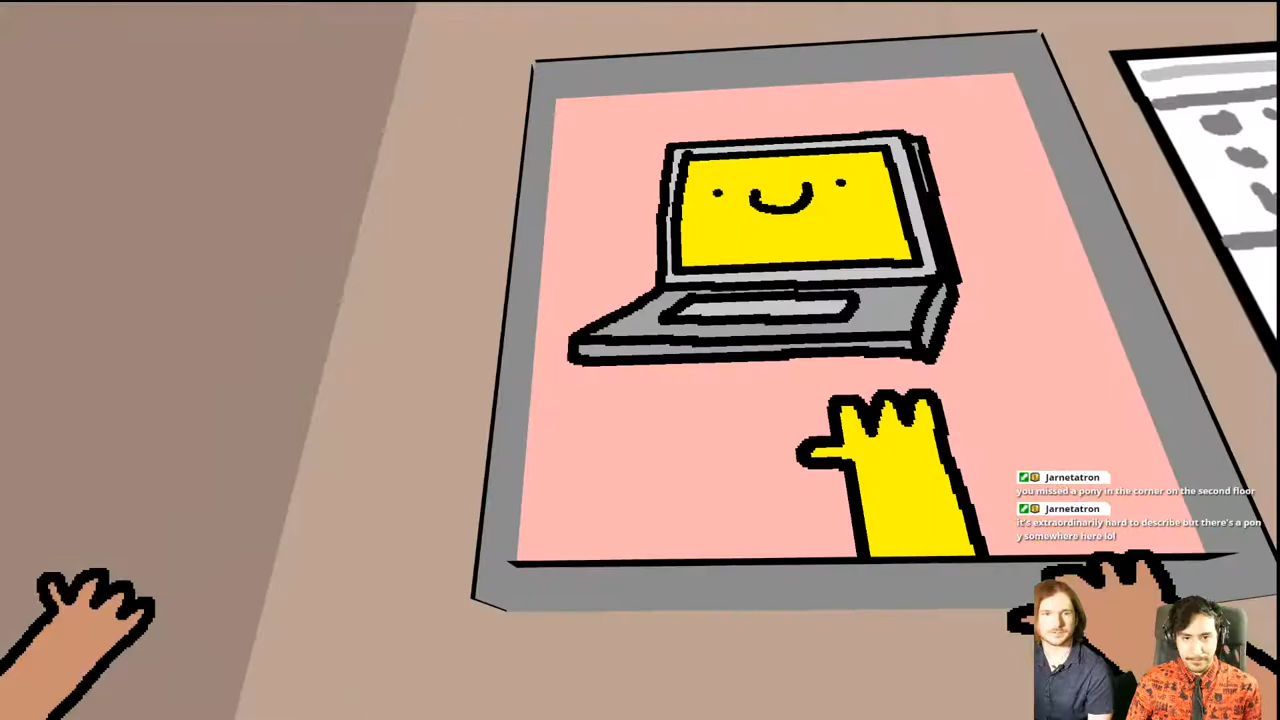 Jarnetatron
you missed a pony in the corner on the second floor
Jarnetatron
it's extraordinarily hard to describe but there's a pon
y somewhere here lol